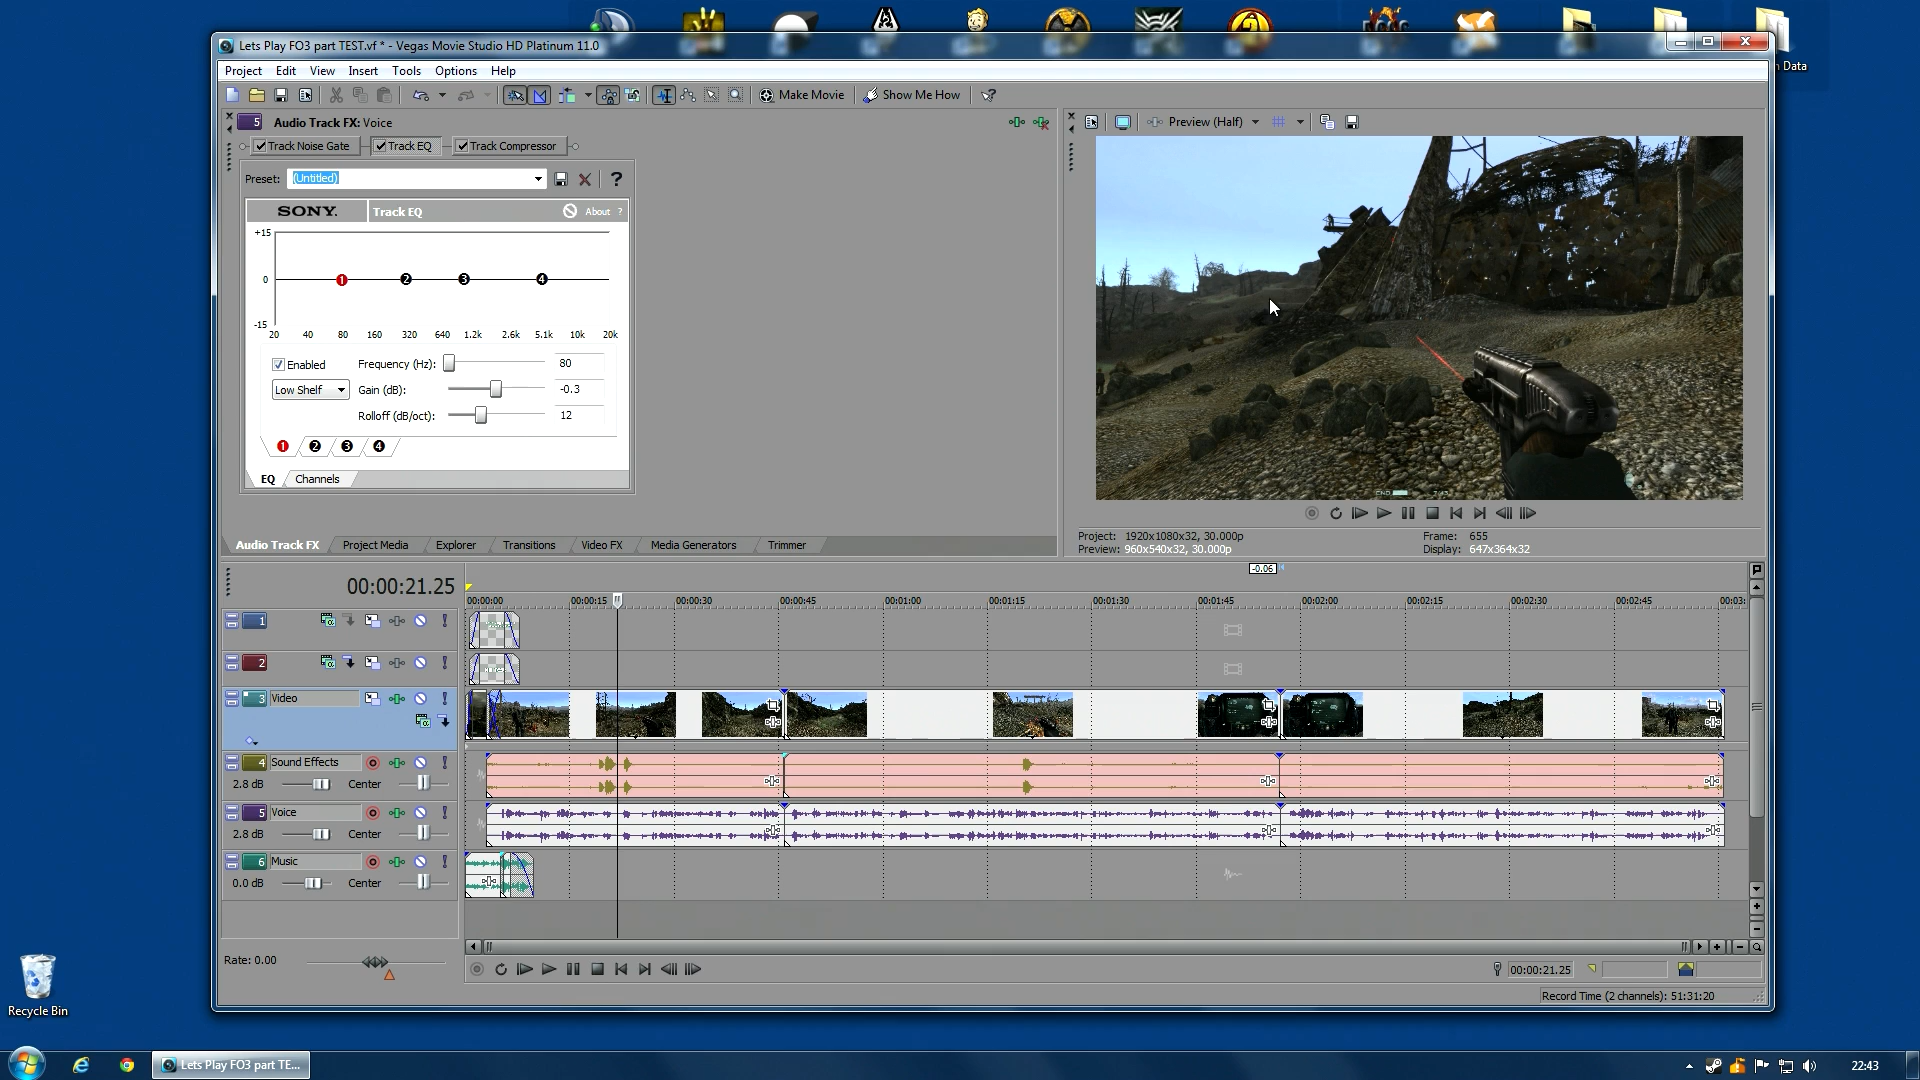 n Data
Lets Play FO3 part TEST.vf * - Vegas Movie Studio HD Platinum 11.0
Project Edit View Insert Tools Options Help
Make Movie Show Me How
5 Audio Track FX: Voice
Track Noise Gate Track EQ Track Compressor
Preset: (Untitled) ?
SONY. Track EQ About ?
+15
0
-15
1 2 3 4
20 40 80 160 320 640 1.2k 2.6k 5.1k 10k 20k
Enabled Frequency (Hz): 80
Low Shelf Gain (dB): -0.3
Rolloff (dB/oct): 12
1 2 3 4
EQ Channels
Audio Track FX Project Media Explorer Transitions Video FX Media Generators Trimmer
Preview (Half)
Project: 1920x1080x32, 30.000p Frame: 655
Preview: 960x540x32, 30.000p Display: 647x364x32
-0.06
00:00:21.25
00:00:00 00:00:15 00:00:30 00:00:45 00:01:00 00:01:15 00:01:30 00:01:45 00:02:00 00:02:15 00:02:30 00:02:45 00:03:
1
2
3 Video
4 Sound Effects
2.8 dB Center
5 Voice
2.8 dB Center
6 Music
0.0 dB Center
Rate: 0.00
00:00:21.25
Record Time (2 channels): 51:31:20
Recycle Bin
Lets Play FO3 part TE...
22:43